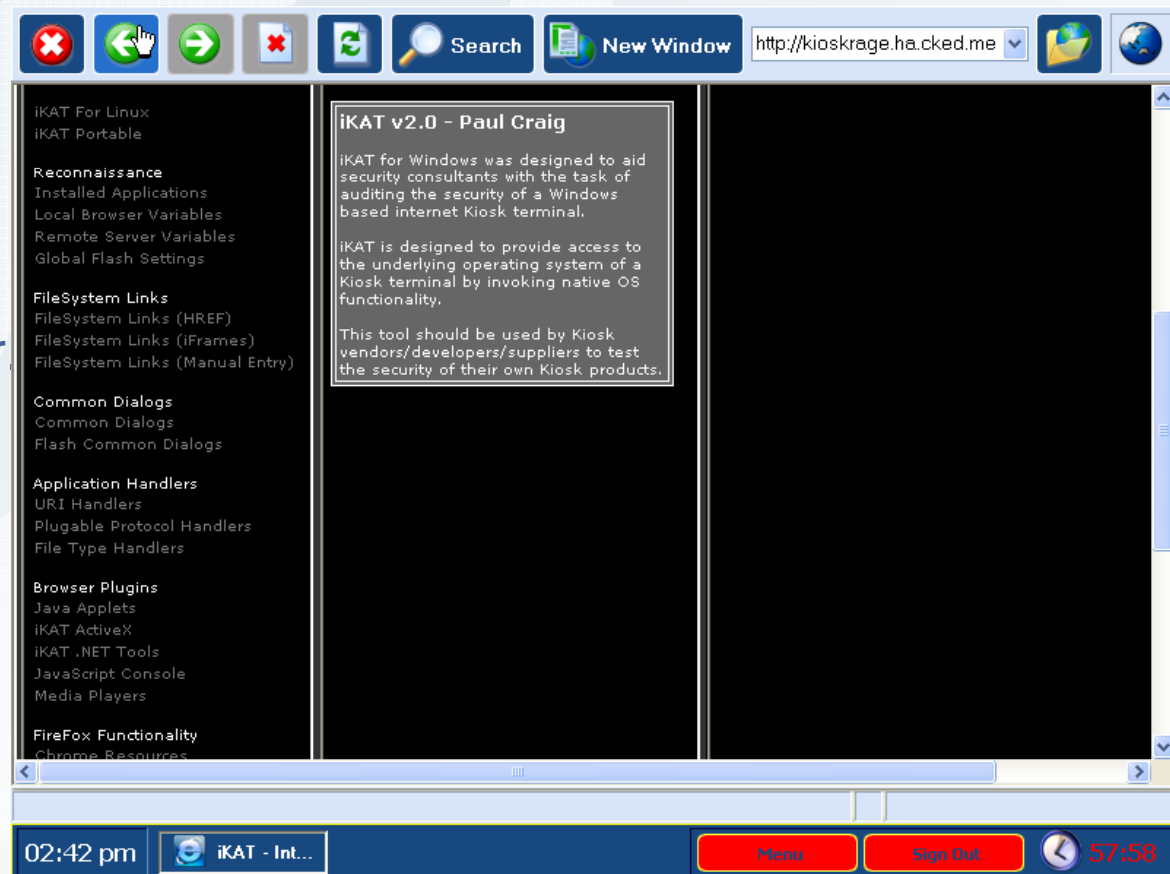 Search
New Window
http://kioskrage.ha.cked.me
iKAT For Linux
iKAT Portable
Reconnaissance
Installed Applications
Local Browser Variables
Remote Server Variables
Global Flash Settings
FileSystem Links
FileSystem Links (HREF)
FileSystem Links (iFrames)
FileSystem Links (Manual Entry)
Common Dialogs
Common Dialogs
Flash Common Dialogs
Application Handlers
URI Handlers
Plugable Protocol Handlers
File Type Handlers
Browser Plugins
Java Applets
iKAT ActiveX
iKAT .NET Tools
JavaScript Console
Media Players
FireFox Functionality
Chrome Resources
iKAT v2.0 - Paul Craig
iKAT for Windows was designed to aid
security consultants with the task of
auditing the security of a Windows
based internet Kiosk terminal.
iKAT is designed to provide access to
the underlying operating system of a
Kiosk terminal by invoking native OS
functionality.
This tool should be used by Kiosk
vendors/developers/suppliers to test
the security of their own Kiosk products.
02:42 pm
iKAT - Int...
Menu
Sign Out
57:58